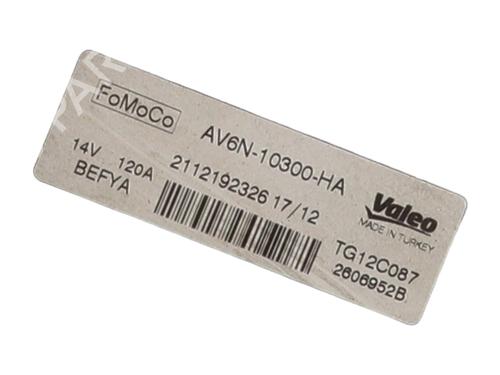 FoMoCo
AV6N-10300-HA
14V 120A 2112192326 17/12
BEFYA
Valeo
MADE IN TURKEY
TG12C087
2606952B